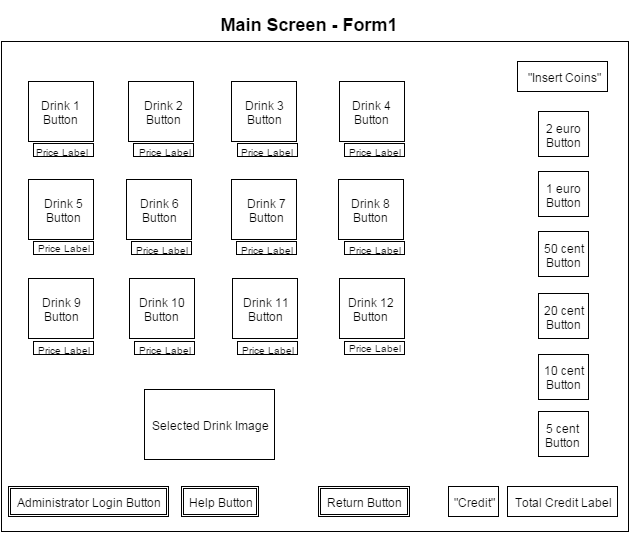 Main Screen - Form1
"Insert Coins"
Drink 1
Button
Price Label
Drink 2
Button
Price Label
Drink 3
Button
Price Label
Drink 4
Button
Price Label
2 euro
Button
1 euro
Button
Drink 5
Button
Price Label
Drink 6
Button
Price Label
Drink 7
Button
Price Label
Drink 8
Button
Price Label
50 cent
Button
20 cent
Button
Drink 9
Button
Price Label
Drink 10
Button
Price Label
Drink 11
Button
Price Label
Drink 12
Button
Price Label
10 cent
Button
5 cent
Button
Selected Drink Image
Administrator Login Button
Help Button
Return Button
"Credit"
Total Credit Label